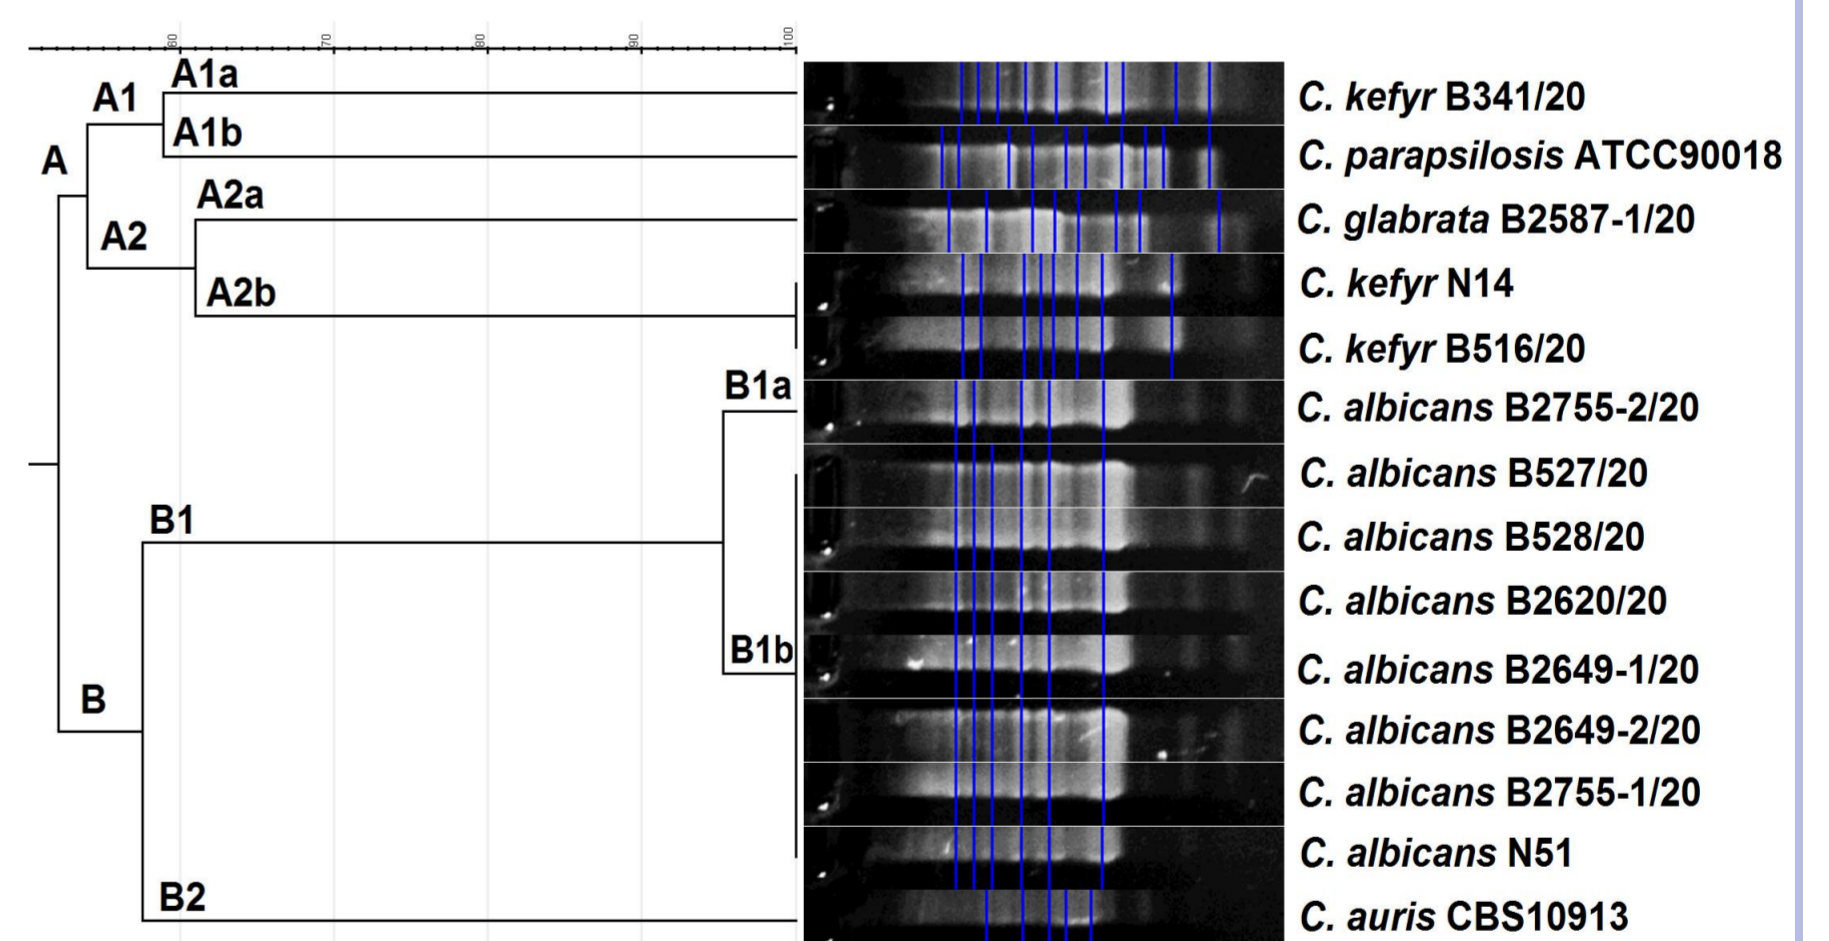 60 70 80 90 100
A1a
A1
C. kefyr B341/20
A1b
A
C. parapsilosis ATCC90018
A2a
C. glabrata B2587-1/20
A2
C. kefyr N14
A2b
C. kefyr B516/20
B1a
C. albicans B2755-2/20
C. albicans B527/20
B1
C. albicans B528/20
C. albicans B2620/20
B1b
C. albicans B2649-1/20
B
C. albicans B2649-2/20
C. albicans B2755-1/20
C. albicans N51
B2
C. auris CBS10913